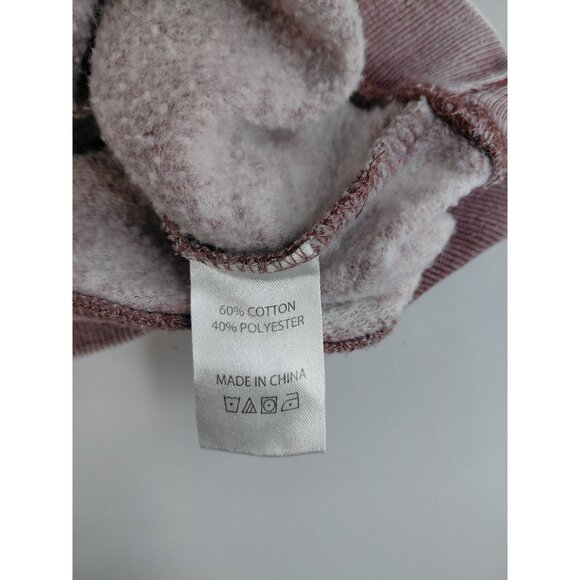 60% COTTON
40% POLYESTER
MADE IN CHINA